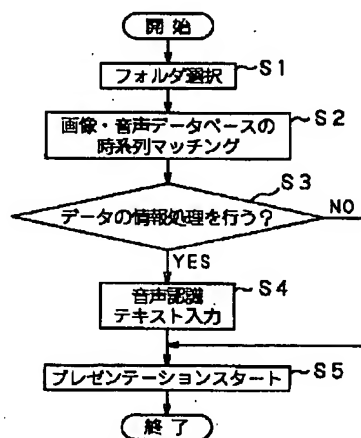 開始
フォルダ選択
S1
画像・音声データベースの
時系列マッチング
S2
データの情報処理を行う?
S3
NO
YES
音声認識
テキスト入力
S4
プレゼンテーションスタート
S5
終了